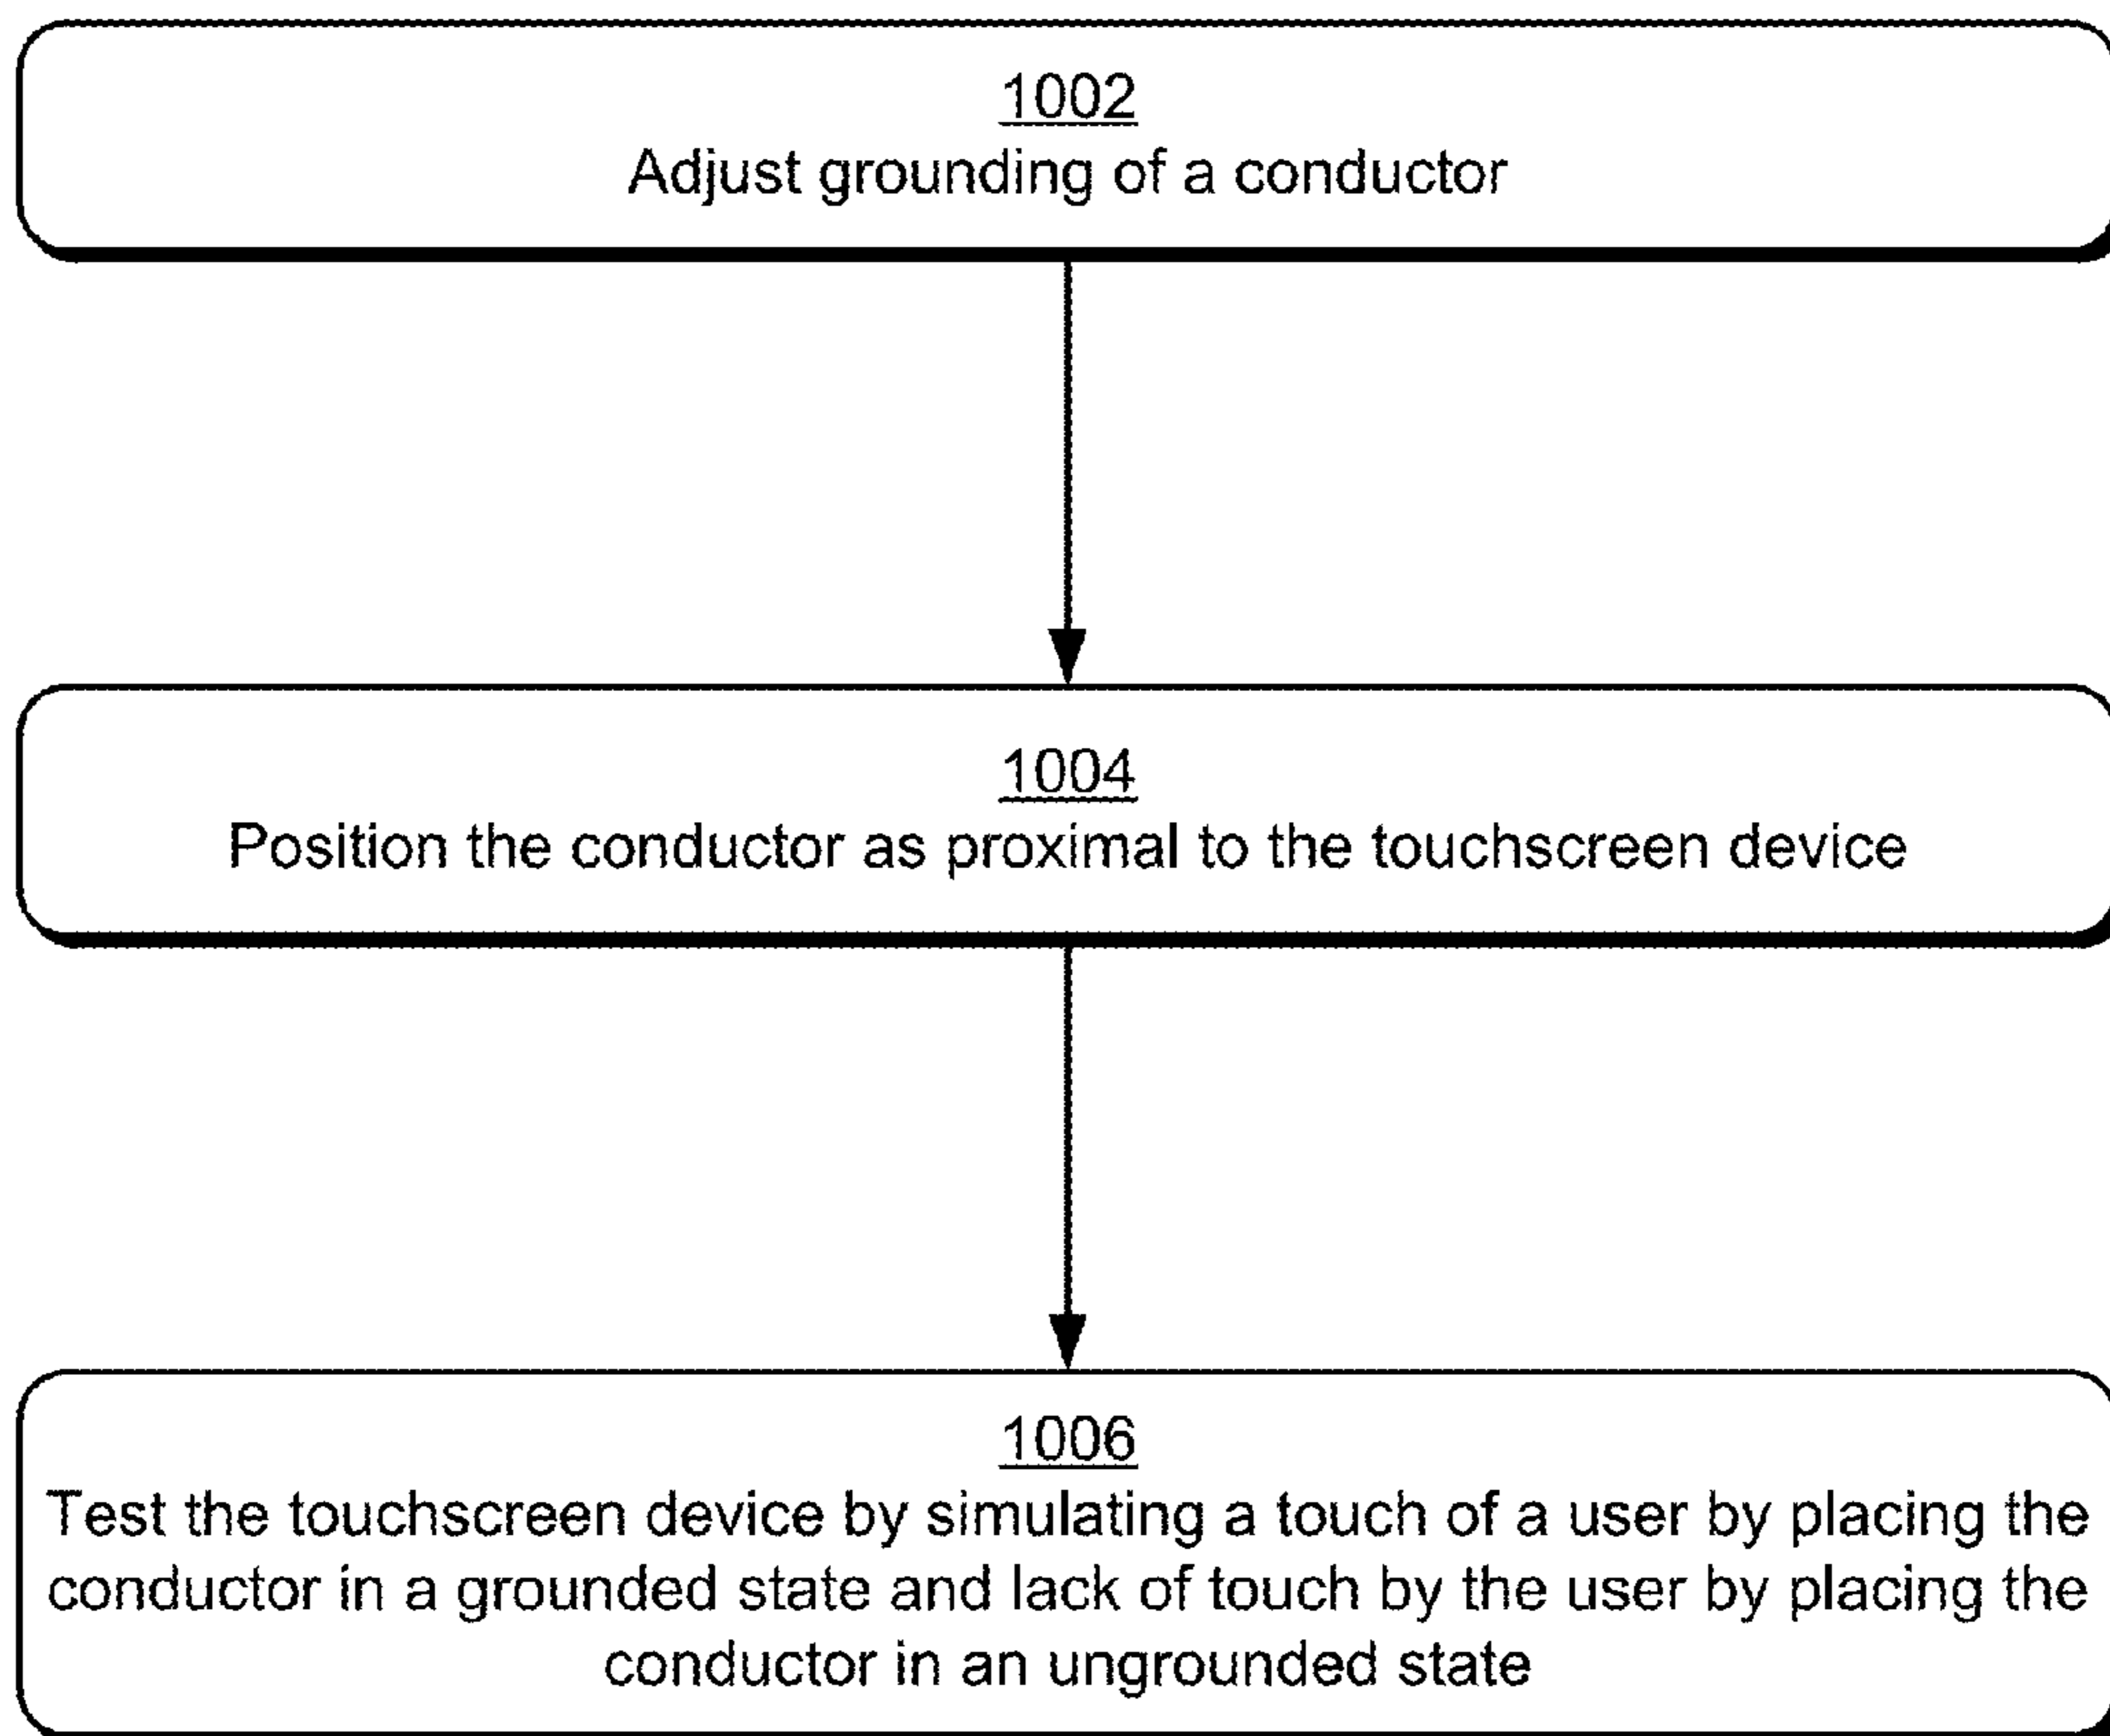 1002
Adjust grounding of a conductor
1004
Position the conductor as proximal to the touchscreen device
1006
Test the touchscreen device by simulating a touch of a user by placing the
conductor in a grounded state and lack of touch by the user by placing the
conductor in an ungrounded state